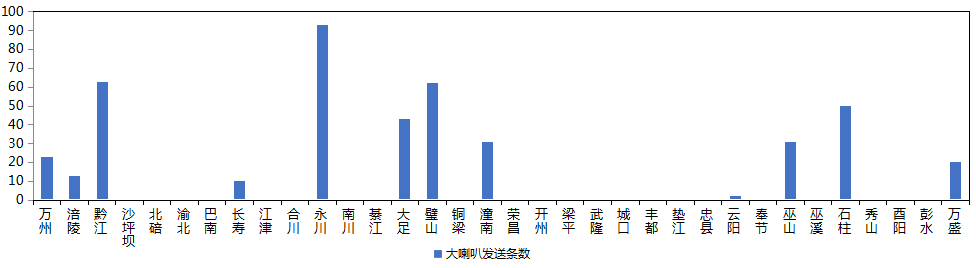 100
90
80
70
60
50
40
30
20
10
0
万州
涪陵
黔江
沙坪坝
北碚
渝北
巴南
长寿
江津
合川
永川
南川
綦江
大足
璧山
铜梁
潼南
荣昌
开州
梁平
武隆
城口
丰都
垫江
忠县
云阳
奉节
巫山
巫溪
石柱
秀山
酉阳
彭水
万盛
大喇叭发送条数